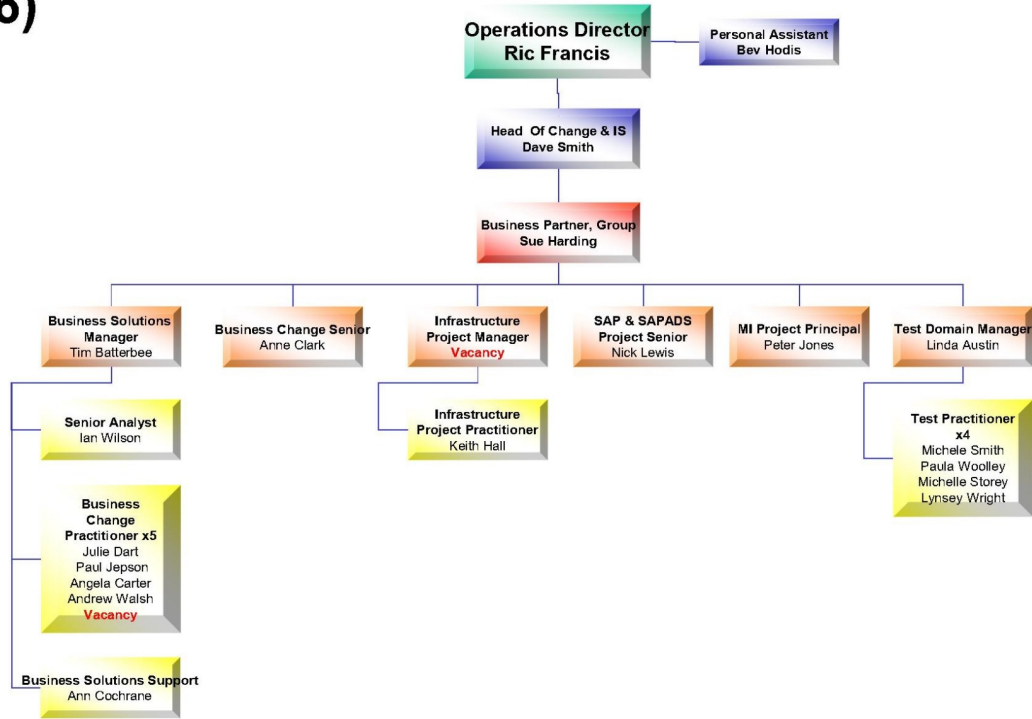 6)
Operations Director
Ric Francis
Personal Assistant
Bev Hodis
Head Of Change & IS
Dave Smith
Business Partner, Group
Sue Harding
Business Solutions
Manager
Tim Batterbee
Business Change Senior
Anne Clark
Infrastructure
Project Manager
Vacancy
SAP & SAPADS
Project Senior
Nick Lewis
MI Project Principal
Peter Jones
Test Domain Manager
Linda Austin
Senior Analyst
Ian Wilson
Infrastructure
Project Practitioner
Keith Hall
Test Practitioner
x4
Michele Smith
Paula Woolley
Michelle Storey
Lynsey Wright
Business
Change
Practitioner x5
Julie Dart
Paul Jepson
Angela Carter
Andrew Walsh
Vacancy
Business Solutions Support
Ann Cochrane